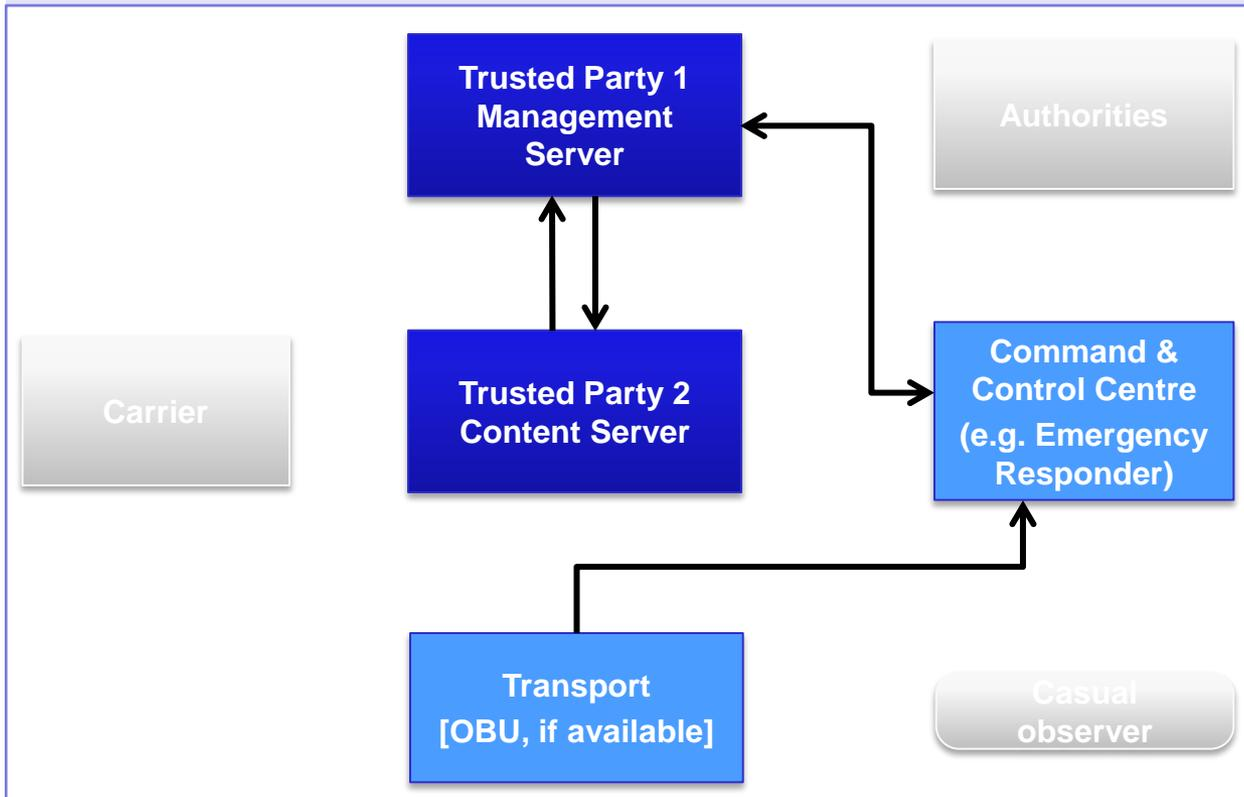 Trusted Party 1
Management
Server
Authorities
Carrier
Trusted Party 2
Content Server
Command &
Control Centre
(e.g. Emergency
Responder)
Transport
[OBU, if available]
Casual
observer